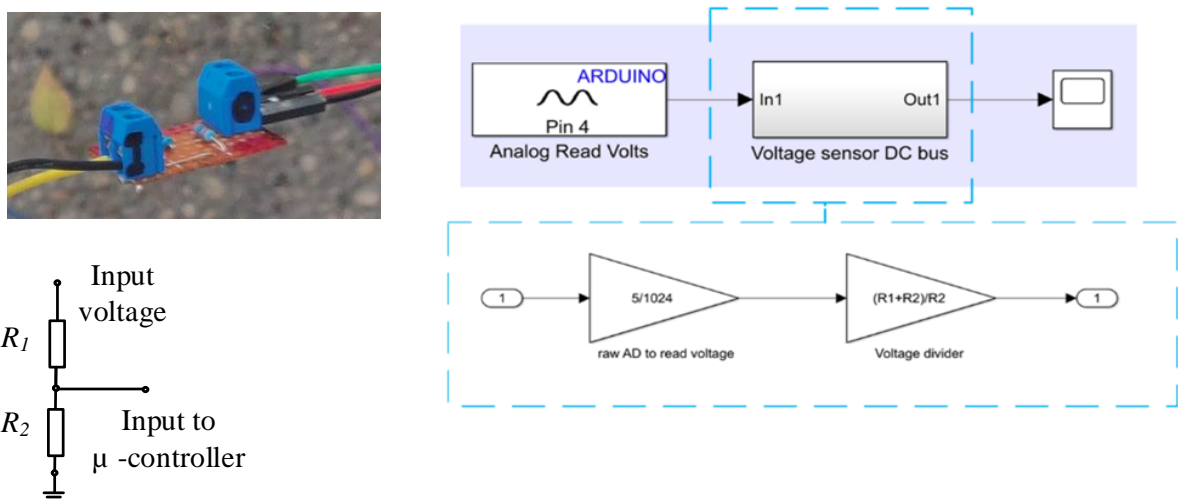 ARDUINO
Pin 4
Analog Read Volts
In1
Out1
Voltage sensor DC bus
1
5/1024
raw AD to read voltage
(R1+R2)/R2
Voltage divider
1
Input
voltage
R1
R2
Input to
μ -controller